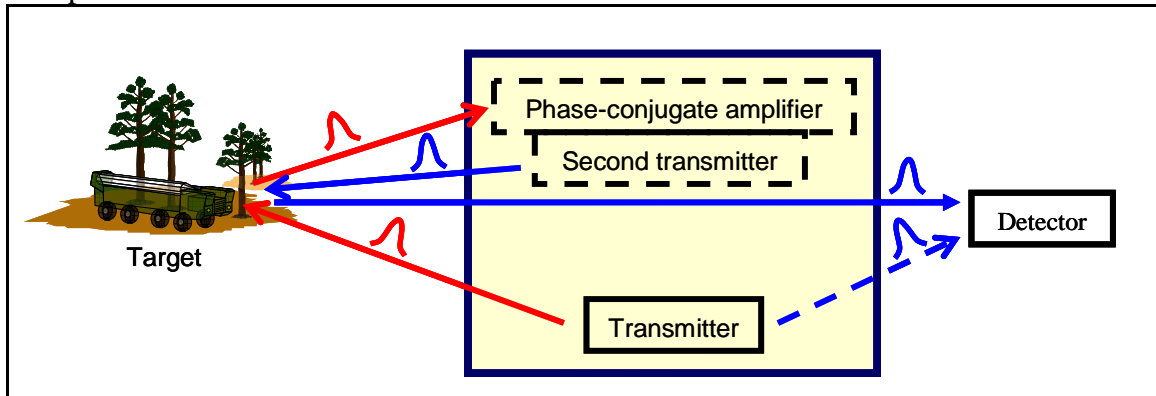 Phase-conjugate amplifier
Second transmitter
Detector
Target
Transmitter